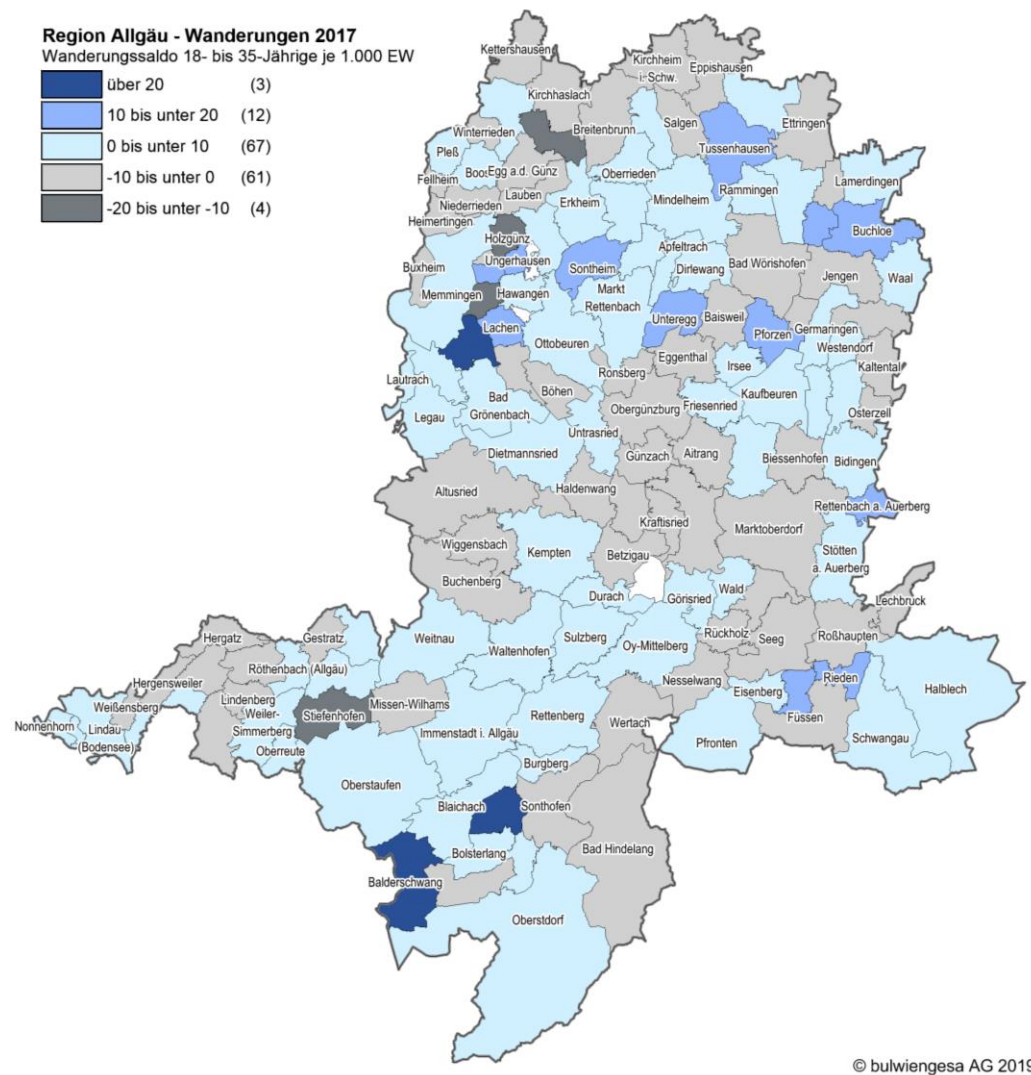 Region Allgäu - Wanderungen 2017
Wanderungssaldo 18- bis 35-Jährige je 1.000 EW
über 20 (3)
10 bis unter 20 (12)
0 bis unter 10 (67)
-10 bis unter 0 (61)
-20 bis unter -10 (4)
Kettershausen
Kirchheim
i- Schw.
Eppishausen
Kirchhaslach
Winterrieden
Breitenbrunn
Salgen
Ettringen
Tussenhausen
Pleß
Boos
Egg a.d. Günz
Oberrieden
Fellheim
Lauben
Erkheim
Mindelheim
Rammingen
Lamerdingen
Niederrieden
Heimertingen
Holzgünz
Buchloe
Ungerhausen
Sontheim
Apfeltrach
Bad Wörishofen
Buxheim
Dirlewang
Jengen
Waal
Memmingen
Hawangen
Markt
Rettenbach
Lachen
Unteregg
Baisweil
Pforzen
Germaringen
Ottobeuren
Westendorf
Eggenthal
Irsee
Kaltental
Lautrach
Ronsberg
Legau
Bad
Grönenbach
Böhen
Obergünzburg
Friesenried
Kaufbeuren
Osterzell
Untrasried
Dietmannsried
Günzach
Aitrang
Biessenhofen
Bidingen
Altusried
Haldenwang
Kraftisried
Marktoberdorf
Rettenbach a. Auerberg
Wiggensbach
Kempten
Betzigau
Stötten
a. Auerberg
Buchenberg
Durach
Görisried
Wald
Lechbruck
Hergatz
Gestratz
Weitnau
Waltenhofen
Sulzberg
Oy-Mittelberg
Rückholz
Seeg
Roßhaupten
Röthenbach (Allgäu)
Hergensweiler
Nesselwang
Eisenberg
Rieden
Halblech
Weißensberg
Lindenberg
Missen-Wilhams
Stiefenhofen
Nonnenhorn
Lindau
(Bodensee)
Weiler-
Simmerberg
Oberreute
Immenstadt i. Allgäu
Rettenberg
Wertach
Füssen
Pfronten
Schwangau
Burgberg
Oberstaufen
Blaichach
Sonthofen
Bolsterlang
Bad Hindelang
Balderschwang
Oberstdorf
© bulwiengesa AG 2019